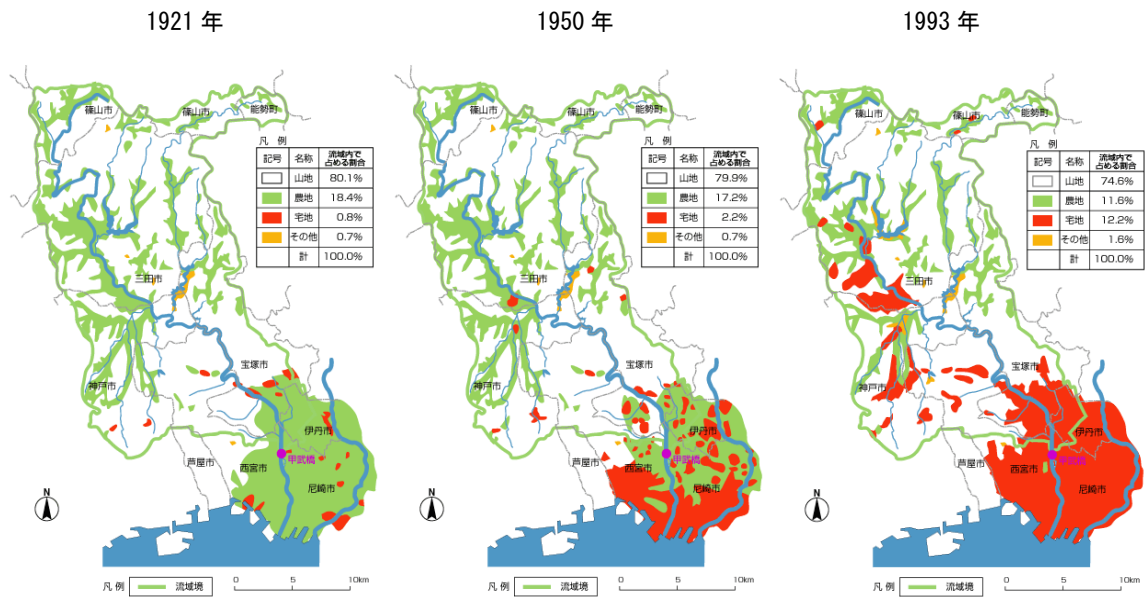 1921 年
1950 年
1993 年
篠山市
篠山市
能勢町
凡 例
記号 名称 流域内で占める割合
山地 80.1%
農地 18.4%
宅地 0.8%
その他 0.7%
計 100.0%
三田市
宝塚市
神戸市
伊丹市
甲武橋
芦屋市
西宮市
尼崎市
N
凡 例 流域境
0 5 10km
篠山市
篠山市
能勢町
凡 例
記号 名称 流域内で占める割合
山地 79.9%
農地 17.2%
宅地 2.2%
その他 0.7%
計 100.0%
三田市
宝塚市
神戸市
伊丹市
甲武橋
芦屋市
西宮市
尼崎市
N
凡 例 流域境
0 5 10km
篠山市
篠山市
能勢町
凡 例
記号 名称 流域内で占める割合
山地 74.6%
農地 11.6%
宅地 12.2%
その他 1.6%
計 100.0%
三田市
宝塚市
神戸市
伊丹市
甲武橋
芦屋市
西宮市
尼崎市
N
凡 例 流域境
0 5 10km